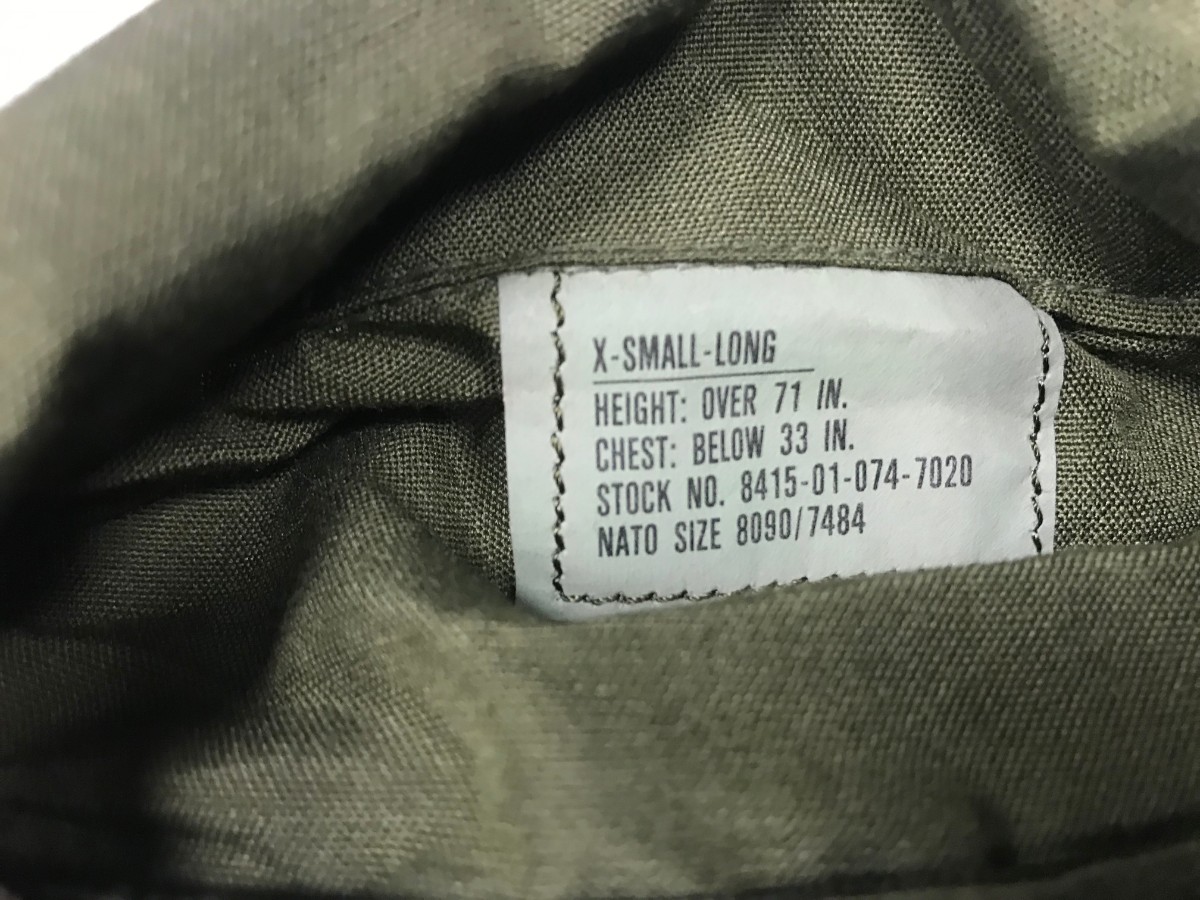 X-SMALL-LONG
HEIGHT: OVER 71 IN.
CHEST: BELOW 33 IN.
STOCK NO. 8415-01-074-7020
NATO SIZE 8090/7484